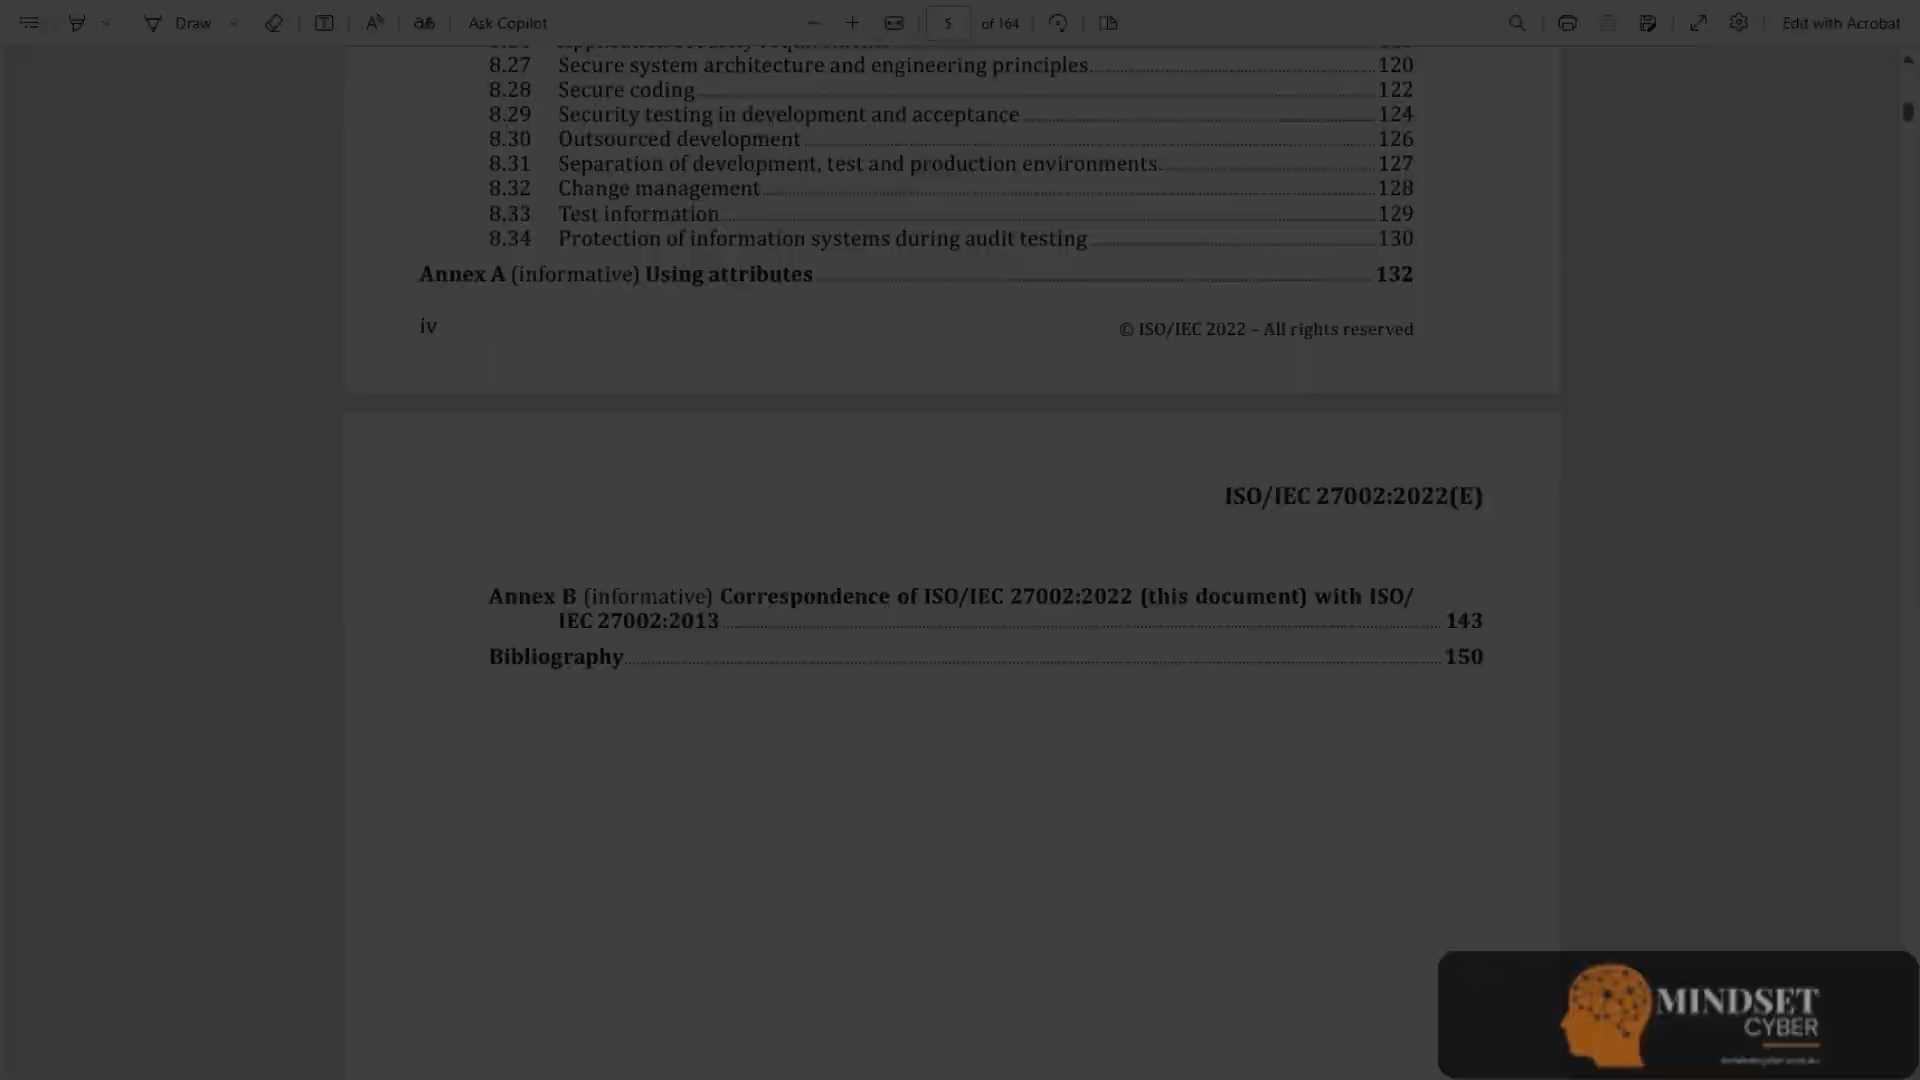 Draw
Ask Copilot
5 of 164
Edit with Acrobat
8.27 Secure system architecture and engineering principles 120
8.28 Secure coding 122
8.29 Security testing in development and acceptance 124
8.30 Outsourced development 126
8.31 Separation of development, test and production environments 127
8.32 Change management 128
8.33 Test information 129
8.34 Protection of information systems during audit testing 130
Annex A (informative) Using attributes 132
iv © ISO/IEC 2022 – All rights reserved
ISO/IEC 27002:2022(E)
Annex B (informative) Correspondence of ISO/IEC 27002:2022 (this document) with ISO/
IEC 27002:2013 143
Bibliography 150
MINDSET
CYBER